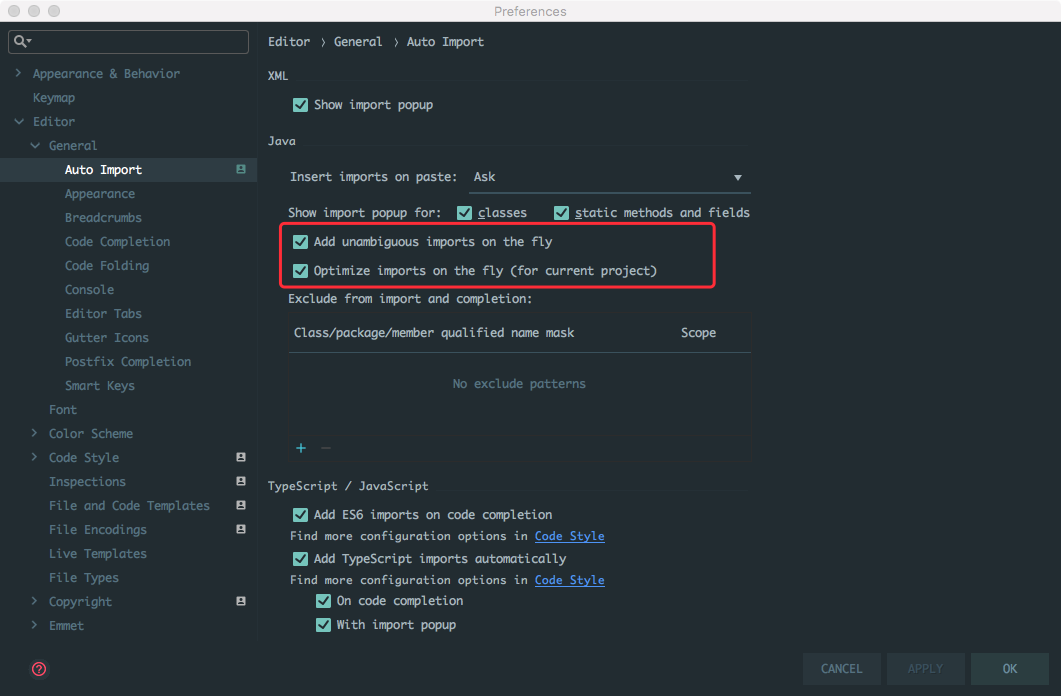 Preferences
Editor › General › Auto Import
Appearance & Behavior
Keymap
Editor
General
Auto Import
Appearance
Breadcrumbs
Code Completion
Code Folding
Console
Editor Tabs
Gutter Icons
Postfix Completion
Smart Keys
Font
Color Scheme
Code Style
Inspections
File and Code Templates
File Encodings
Live Templates
File Types
Copyright
Emmet
XML
Show import popup
Java
Insert imports on paste: Ask
Show import popup for: classes static methods and fields
Add unambiguous imports on the fly
Optimize imports on the fly (for current project)
Exclude from import and completion:
Class/package/member qualified name mask Scope
No exclude patterns
TypeScript / JavaScript
Add ES6 imports on code completion
Find more configuration options in Code Style
Add TypeScript imports automatically
Find more configuration options in Code Style
On code completion
With import popup
?
CANCEL APPLY OK